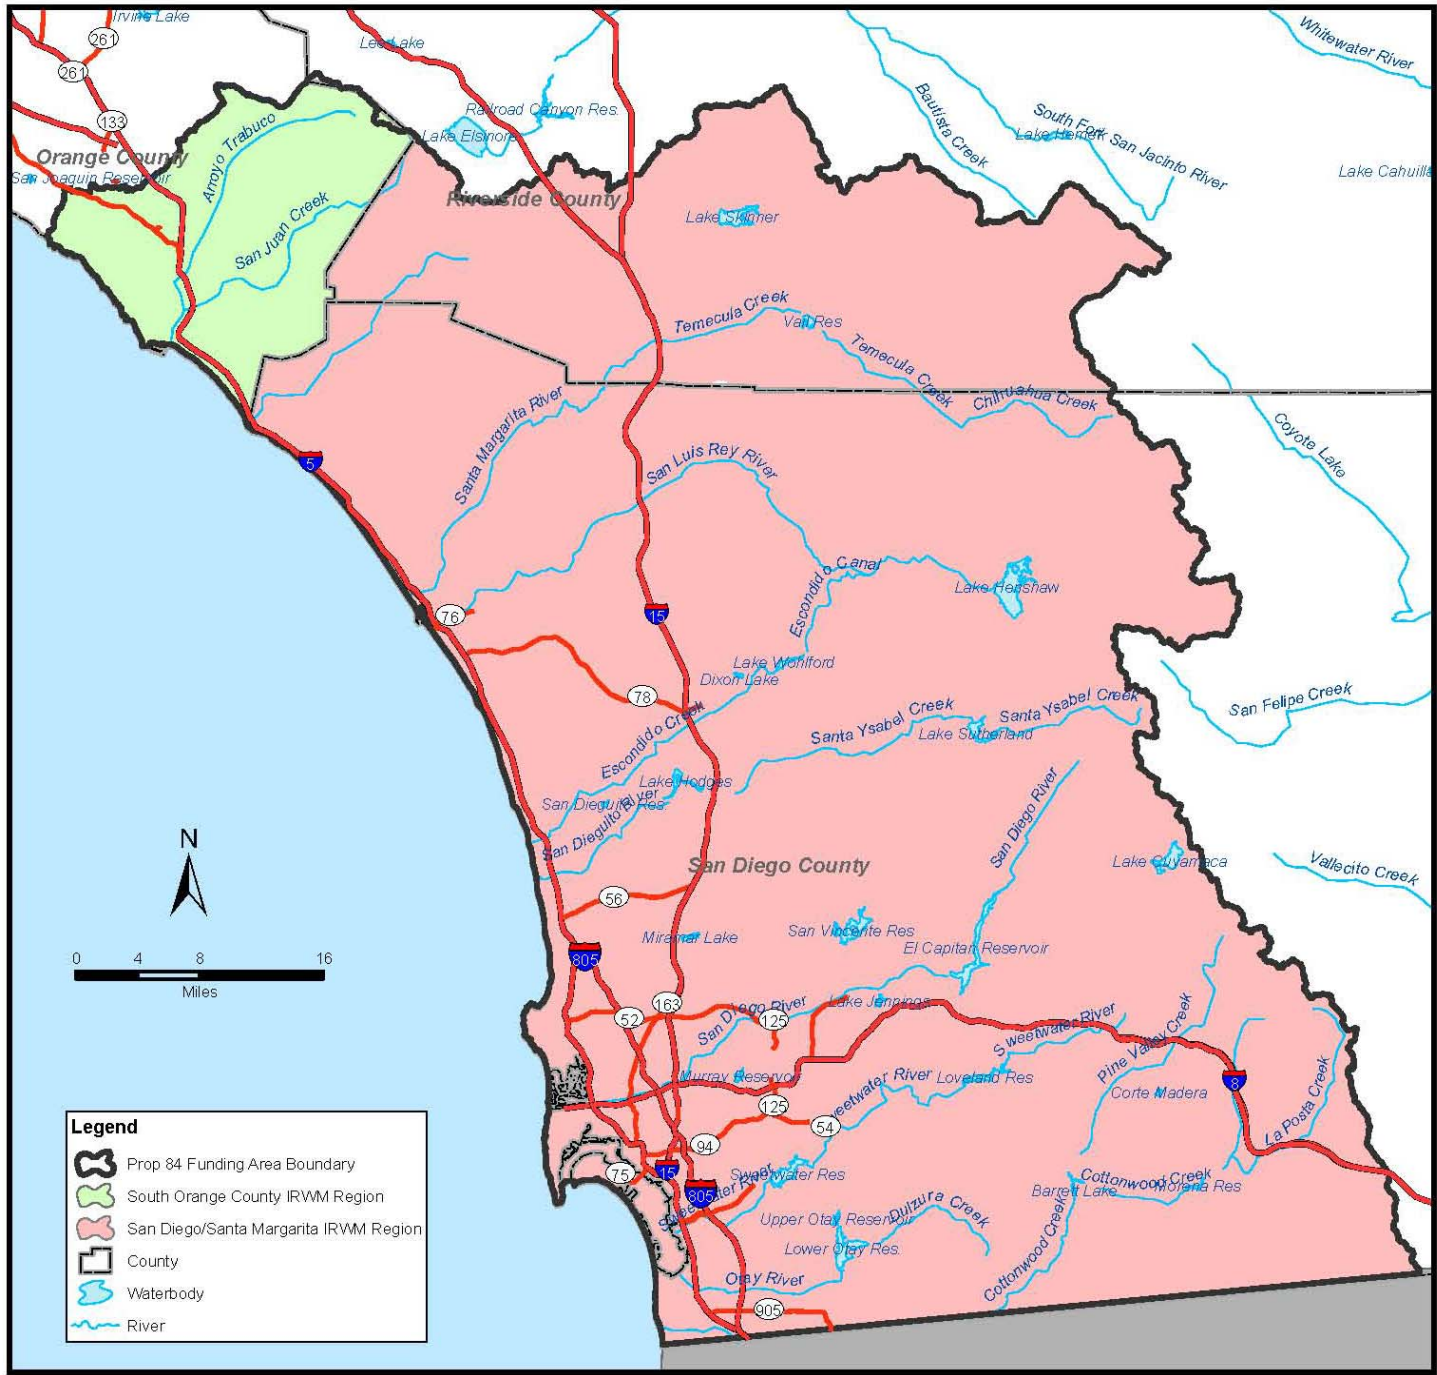 Irvine Lake
261
Lee Lake
261
Whitewater River
133
Railroad Canyon Res.
Lake Elsinore
Arroyo Trabuco
Bautista Creek
South Fork San Jacinto River
Lake Hemet
Orange County
San Joaquin Reservoir
Lake Cahuilla
Riverside County
San Juan Creek
Lake Skinner
Temecula Creek
Vail Res
Temecula Creek
Chihuahua Creek
Santa Margarita River
Coyote Lake
5
San Luis Rey River
Escondido Canal
Lake Henshaw
76
15
Lake Wohlford
Dixon Lake
78
San Felipe Creek
Escondido Creek
Santa Ysabel Creek
Santa Ysabel Creek
Lake Sutherland
Lake Hodges
San Dieguito Res.
San Dieguito River
San Diego River
N
San Diego County
Lake Cuyamaca
Vallecito Creek
56
Miramar Lake
San Vincente Res
El Capitan Reservoir
805
0 4 8 16
Miles
163
52
San Diego River
125
Lake Jennings
Sweetwater River
Pine Valley Creek
Murray Reservoir
Sweetwater River
Loveland Res
Corte Madera
8
La Posta Creek
125
54
94
75
15
805
Sweetwater Res
Sweetwater River
Barrett Lake
Cottonwood Creek
Morena Res
Upper Otay Reservoir
Dulzura Creek
Lower Otay Res.
Cottonwood Creek
Otay River
905
Legend
Prop 84 Funding Area Boundary
South Orange County IRWM Region
San Diego/Santa Margarita IRWM Region
County
Waterbody
River